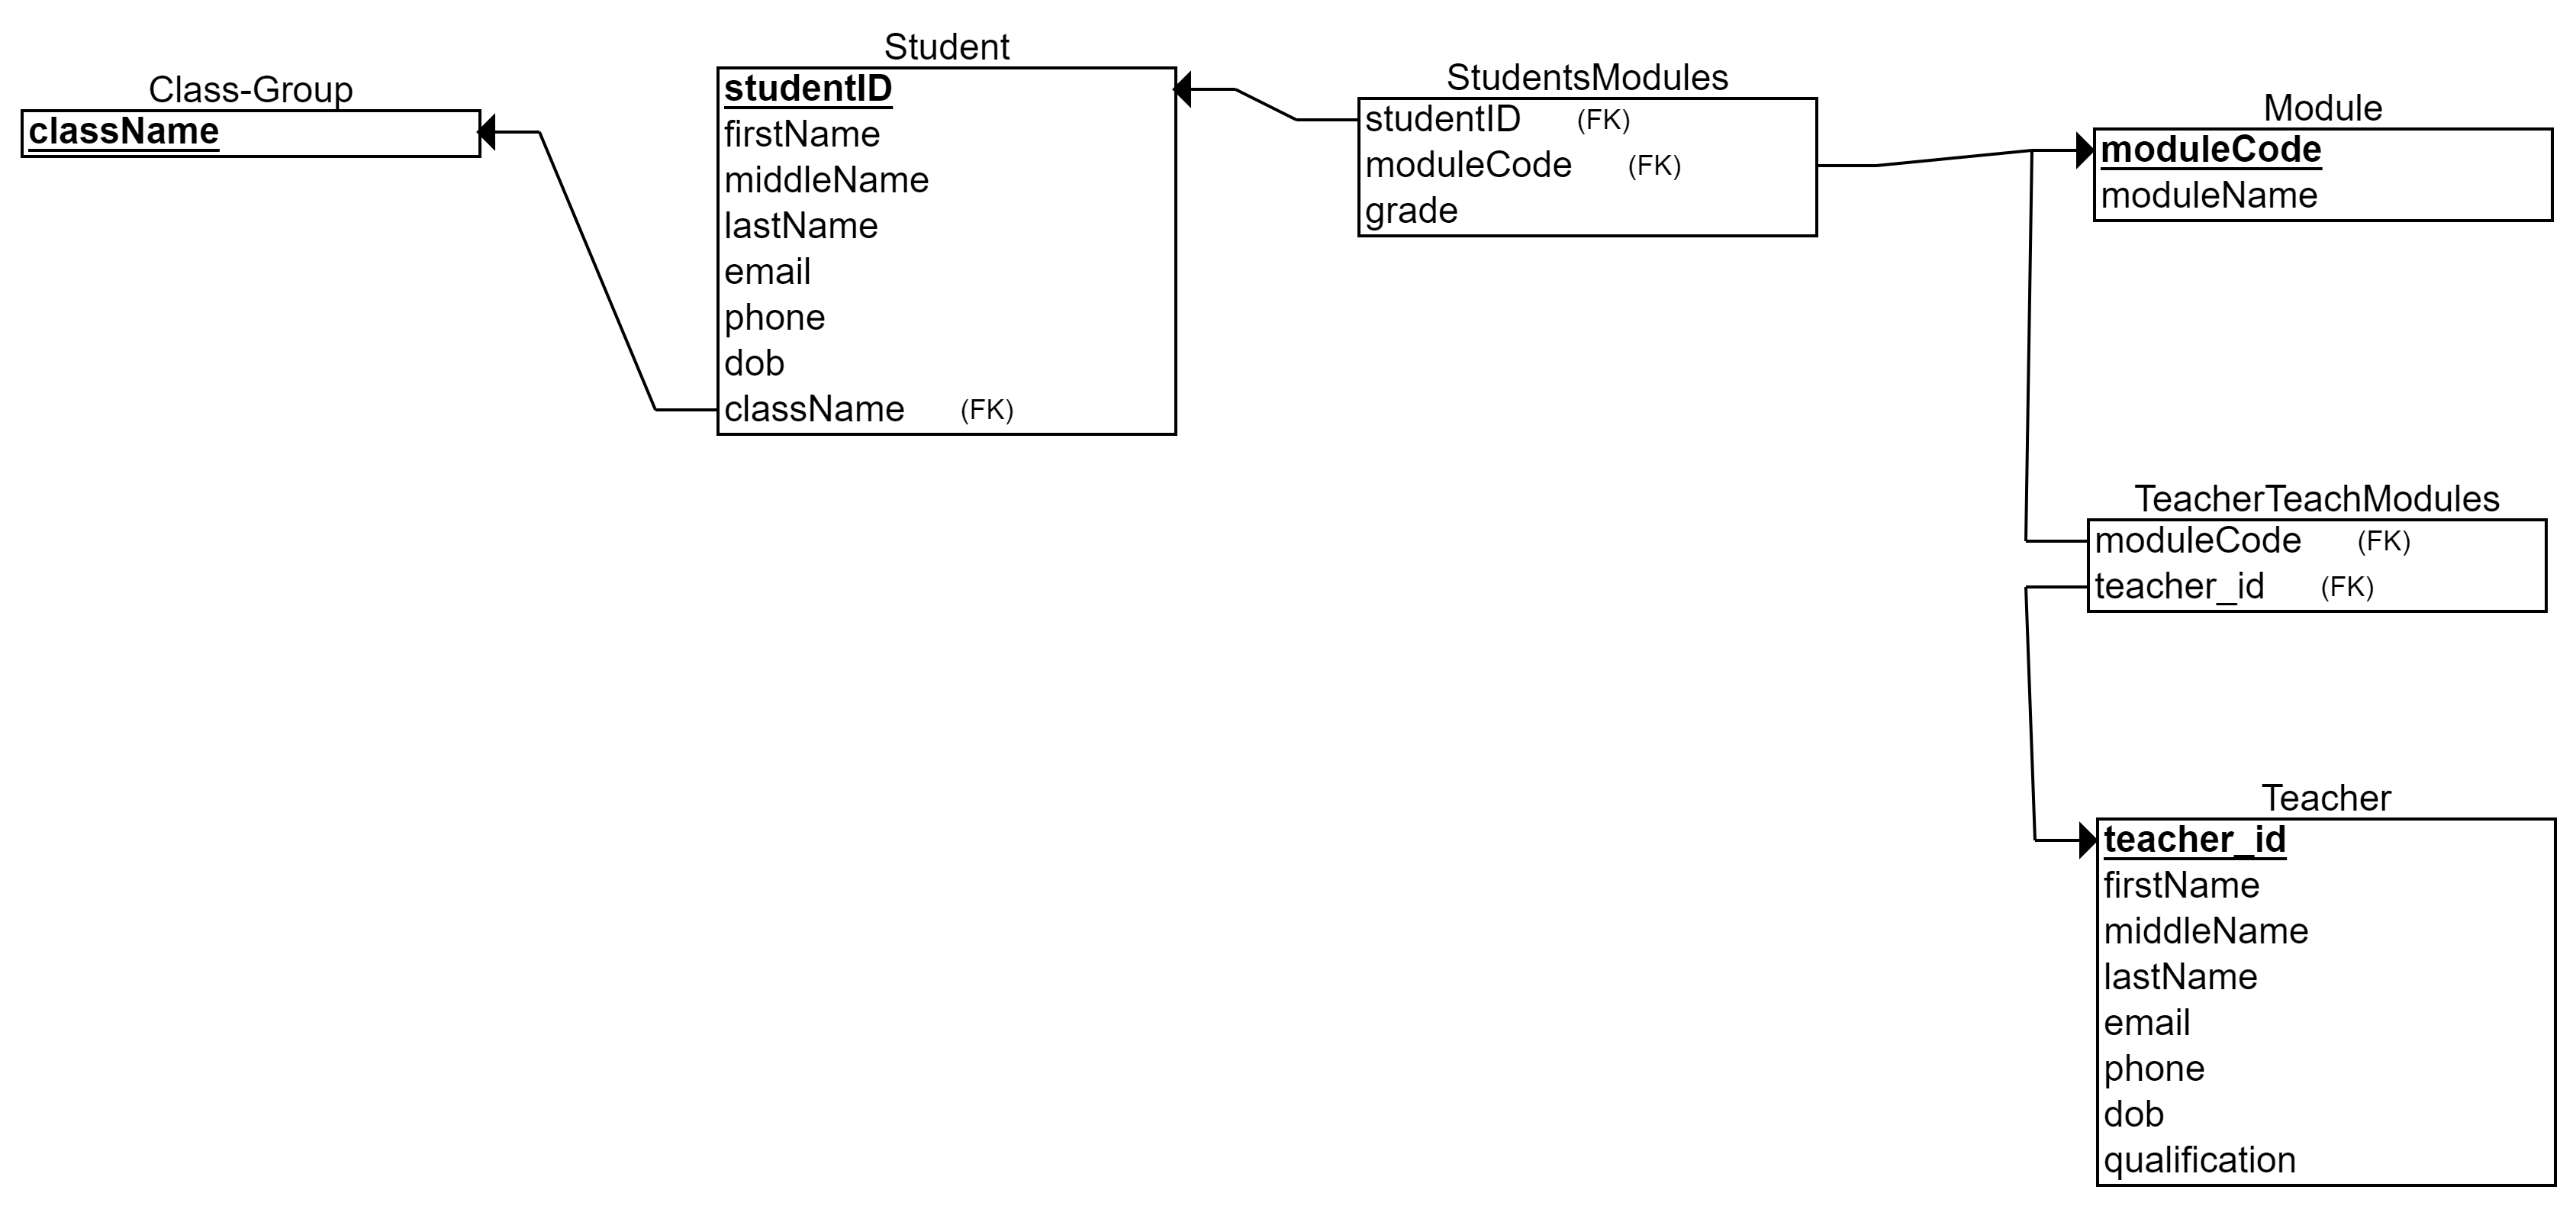 Class-Group
className
Student
studentID
firstName
middleName
lastName
email
phone
dob
className (FK)
StudentsModules
studentID (FK)
moduleCode (FK)
grade
Module
moduleCode
moduleName
TeacherTeachModules
moduleCode (FK)
teacher_id (FK)
Teacher
teacher_id
firstName
middleName
lastName
email
phone
dob
qualification